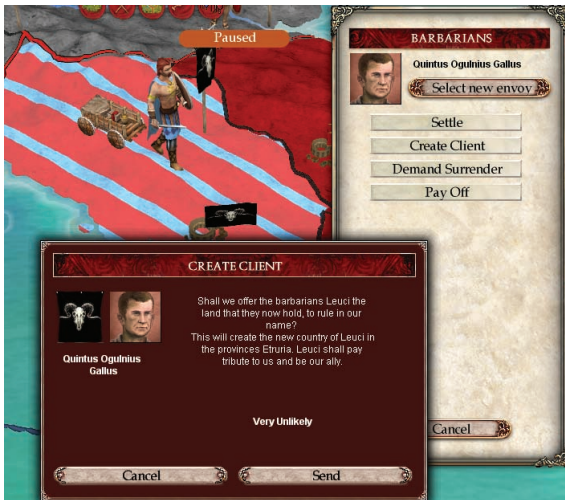 Paused
BARBARIANS
Quintus Ogulnius Gallus
Select new envoy
Settle
Create Client
Demand Surrender
Pay Off
CREATE CLIENT
Quintus Ogulnius
Gallus
Shall we offer the barbarians Leuci the
land that they now hold, to rule in our
name?
This will create the new country of Leuci in
the provinces Etruria. Leuci shall pay
tribute to us and be our ally.
Very Unlikely
Cancel
Send
Cancel